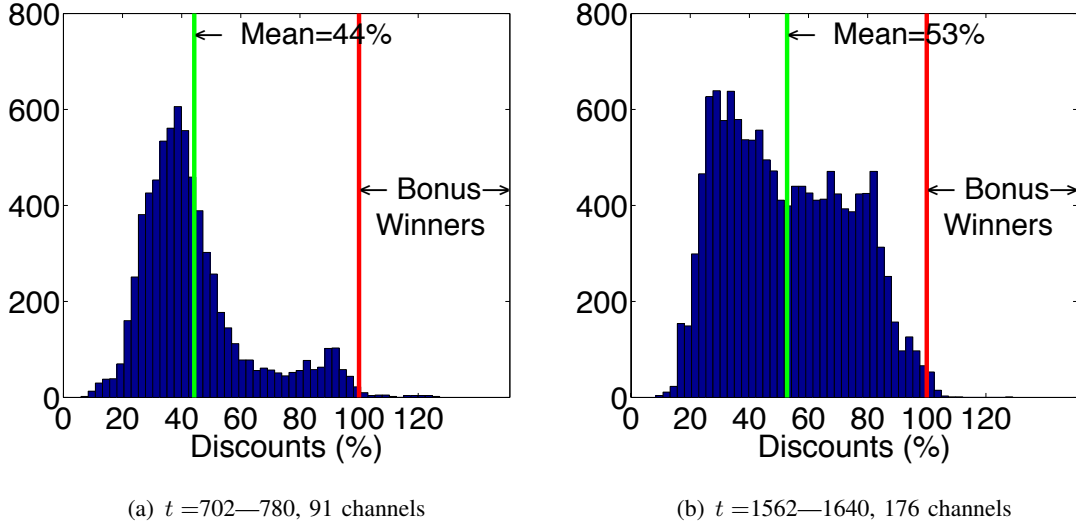 800
600
400
200
0
0 20 40 60 80 100 120
Mean=44%
Bonus
Winners
Discounts (%)
(a) t =702—780, 91 channels
800
600
400
200
0
0 20 40 60 80 100 120
Mean=53%
Bonus
Winners
Discounts (%)
(b) t =1562—1640, 176 channels